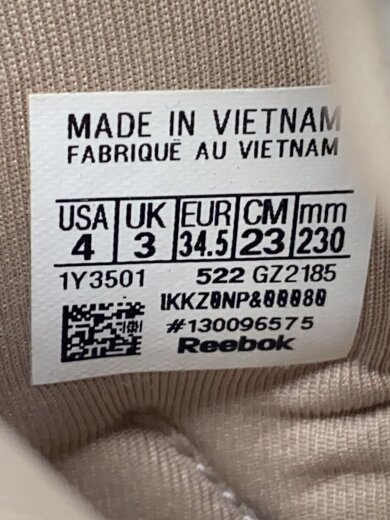 MADE IN VIETNAM
FABRIQUÉ AU VIETNAM
USA UK EUR CM mm
4 3 34.5 23 230
1Y3501 522 GZ2185
IKKZ0NP&00080
#130096575
Reebok